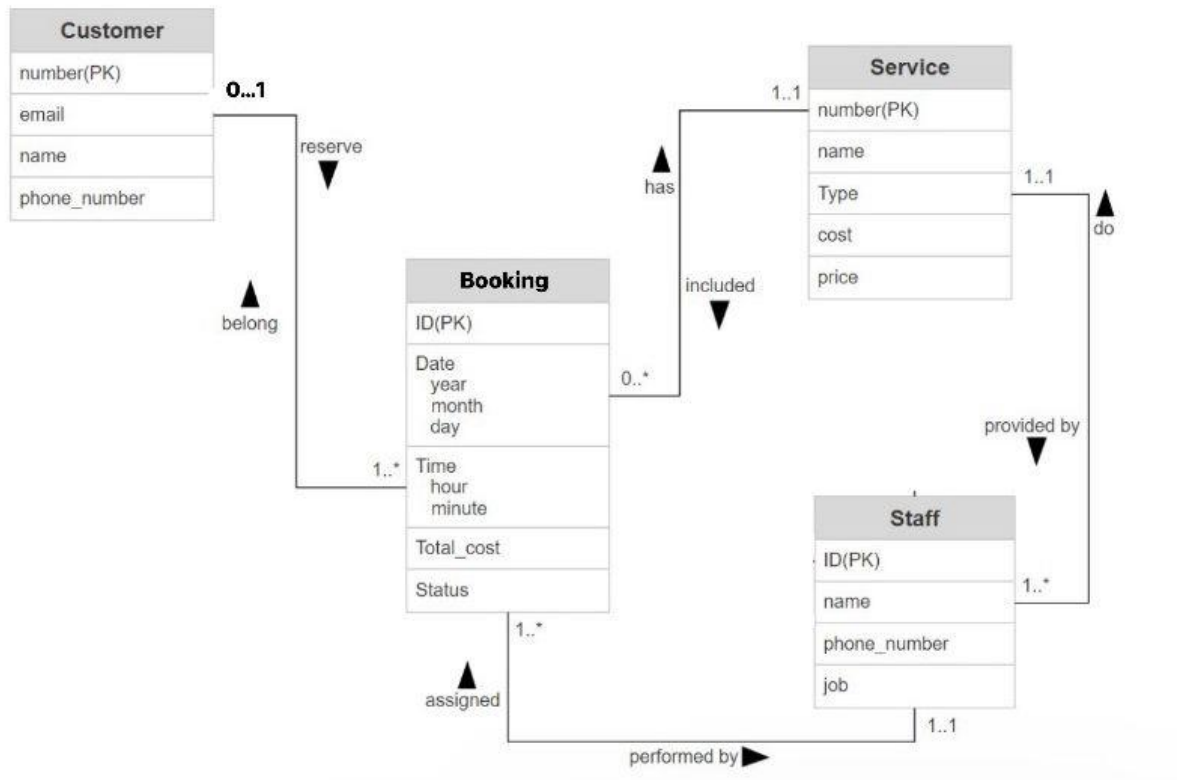 Customer
number(PK)
email
name
phone_number
0...1
reserve
belong
Booking
ID(PK)
Date
year
month
day
Time
hour
minute
Total_cost
Status
1..*
0..*
has
included
1..1
Service
number(PK)
name
Type
cost
price
1..1
do
provided by
Staff
ID(PK)
name
phone_number
job
1..*
1..*
assigned
performed by
1..1